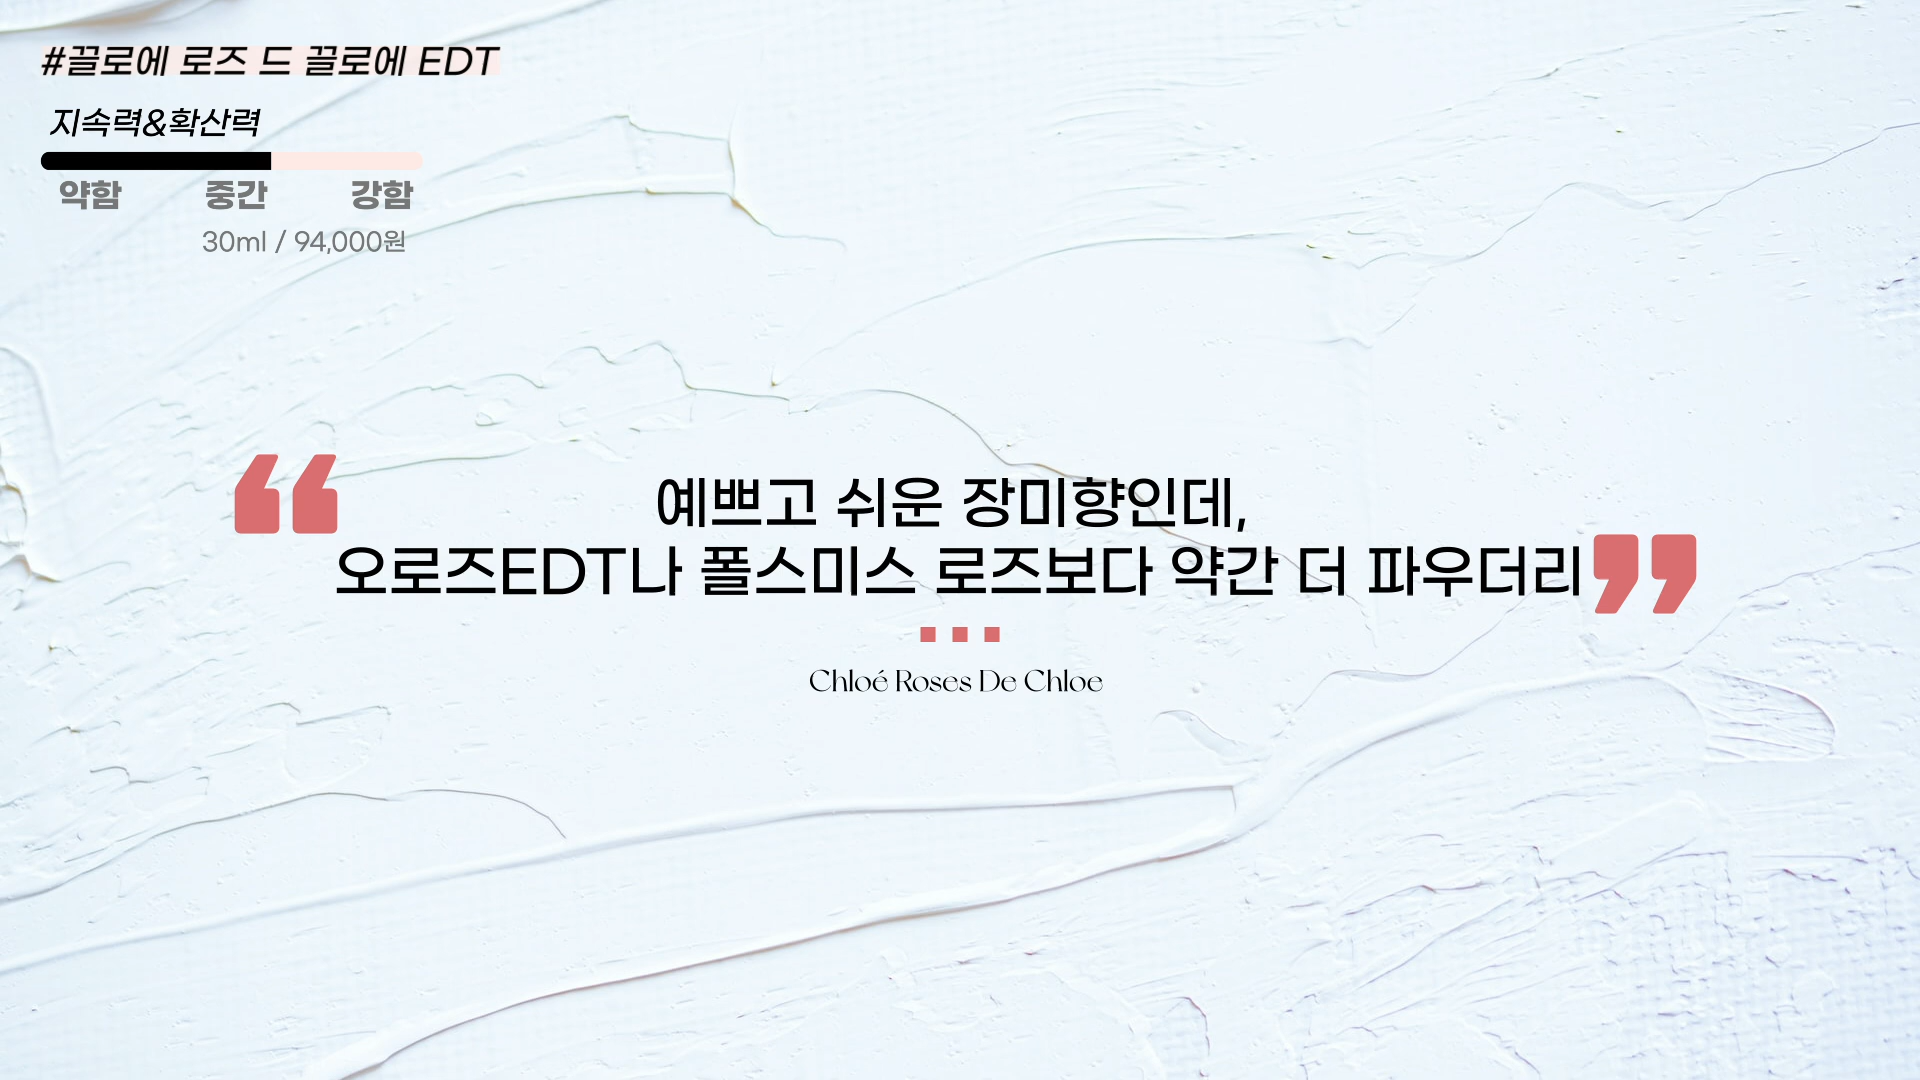 #끌로에 로즈 드 끌로에 EDT
지속력&확산력
약함 중간 강함
30ml / 94,000원
“예쁘고 쉬운 장미향인데,
오로즈EDT나 폴스미스 로즈보다 약간 더 파우더리”
Chloé Roses De Chloe